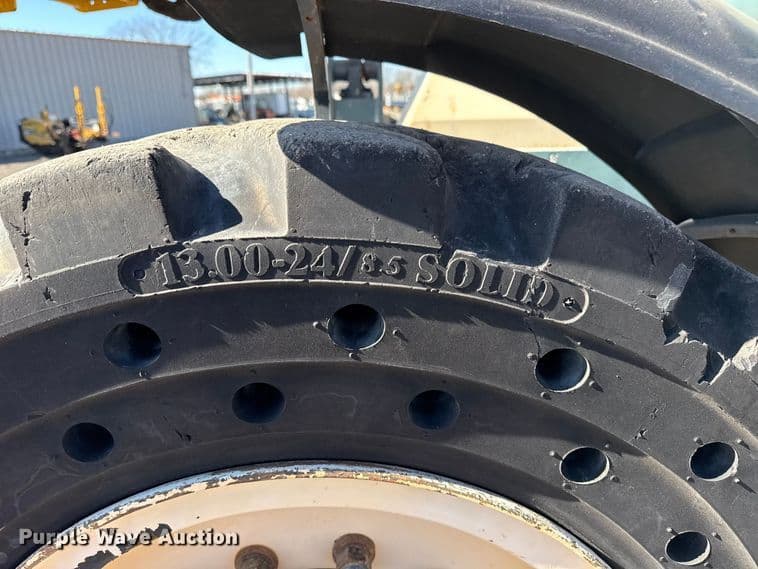 13.00-24/8.5 SOLID
Purple Wave Auction